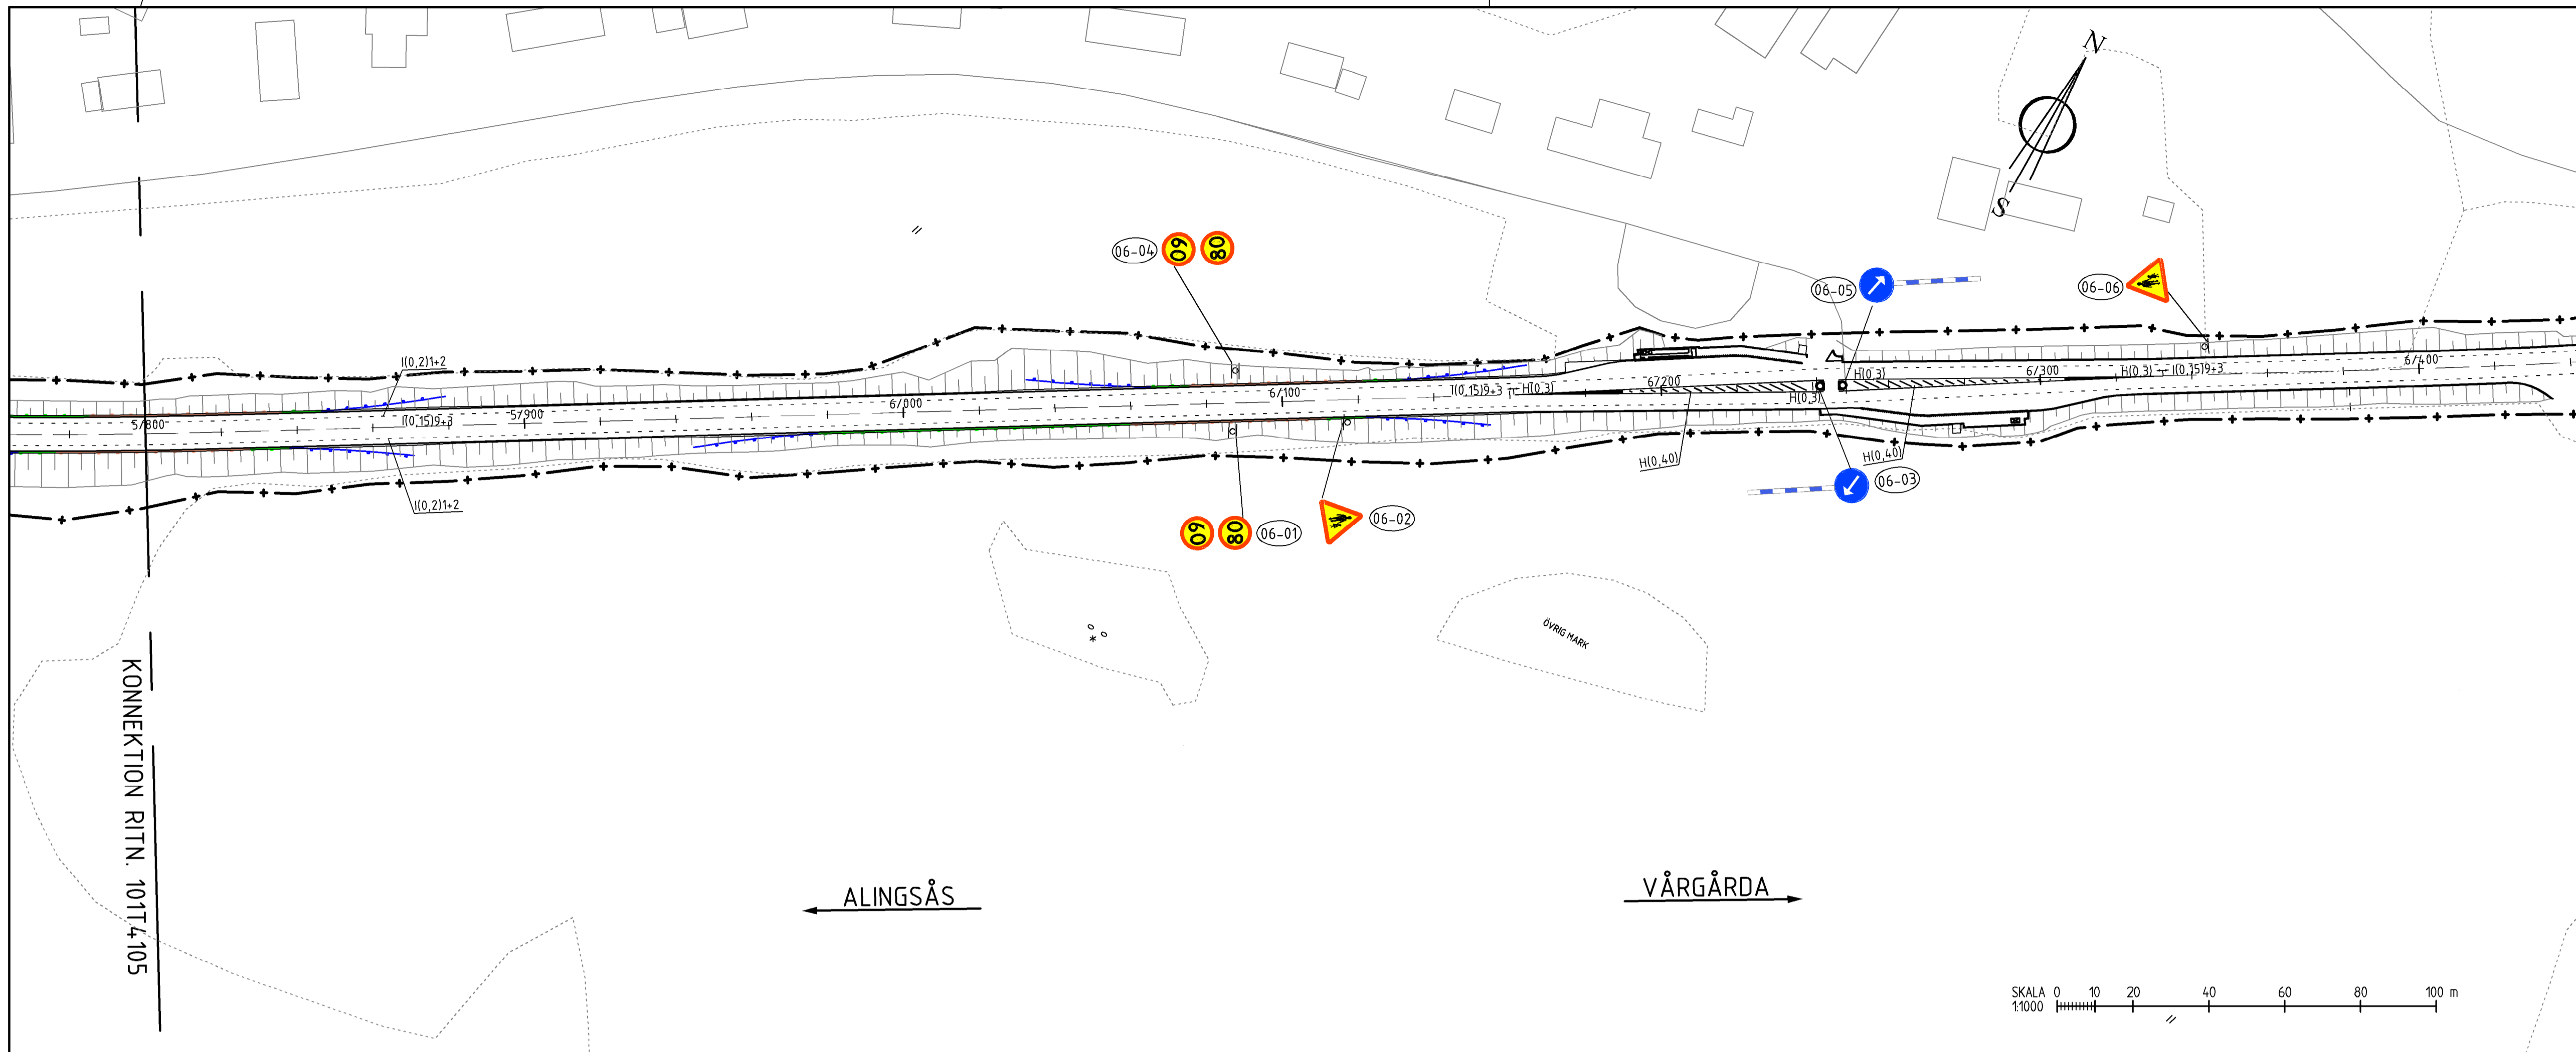 N
S
06-04
60
80
06-05
06-06
I(0,2)1+2
5/800
I(0,15)9+3
5/900
6/000
6/100
I(0,15)9+3
H(0,3)
6/200
H(0,3)
H(0,3)
6/300
H(0,3)
I(0,15)9+3
6/400
I(0,2)1+2
H(0,40)
H(0,40)
06-03
60
80
06-01
06-02
ÖVRIG MARK
KONNEKTION RITN. 101T4105
ALINGSÅS
VÅRGÅRDA
SKALA
1:1000
0 10 20 40 60 80 100 m